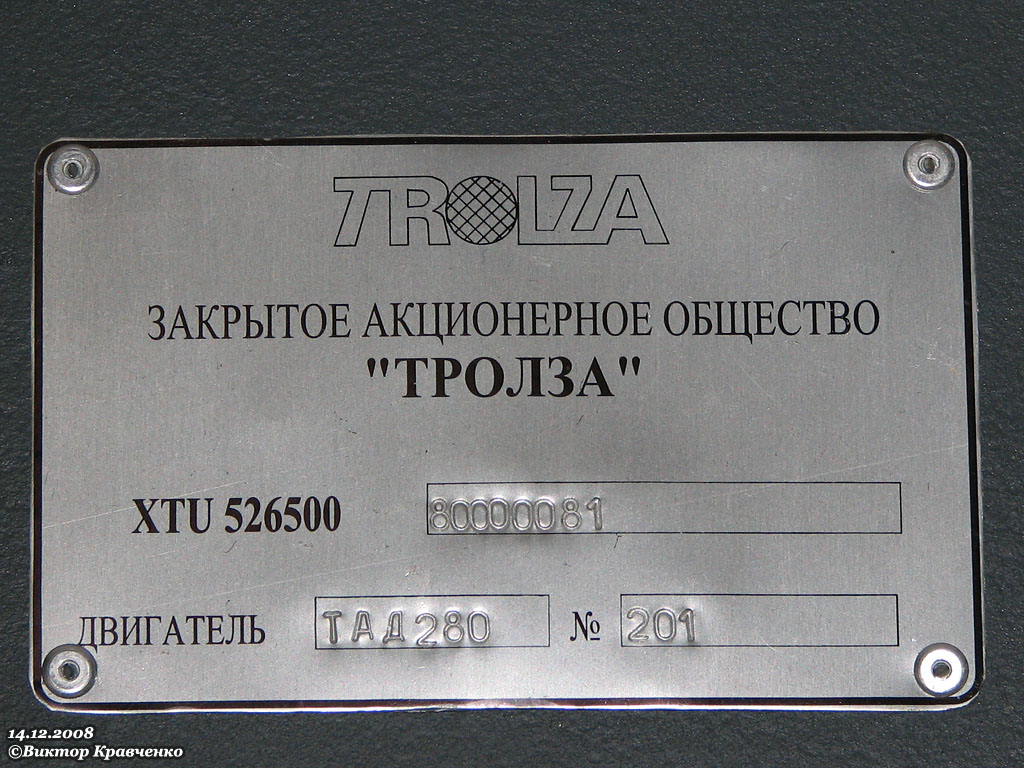 TROLZA
ЗАКРЫТОЕ АКЦИОНЕРНОЕ ОБЩЕСТВО
"ТРОЛЗА"
XTU 526500 80000081
ДВИГАТЕЛЬ ТАД280 № 201
14.12.2008
©Виктор Кравченко